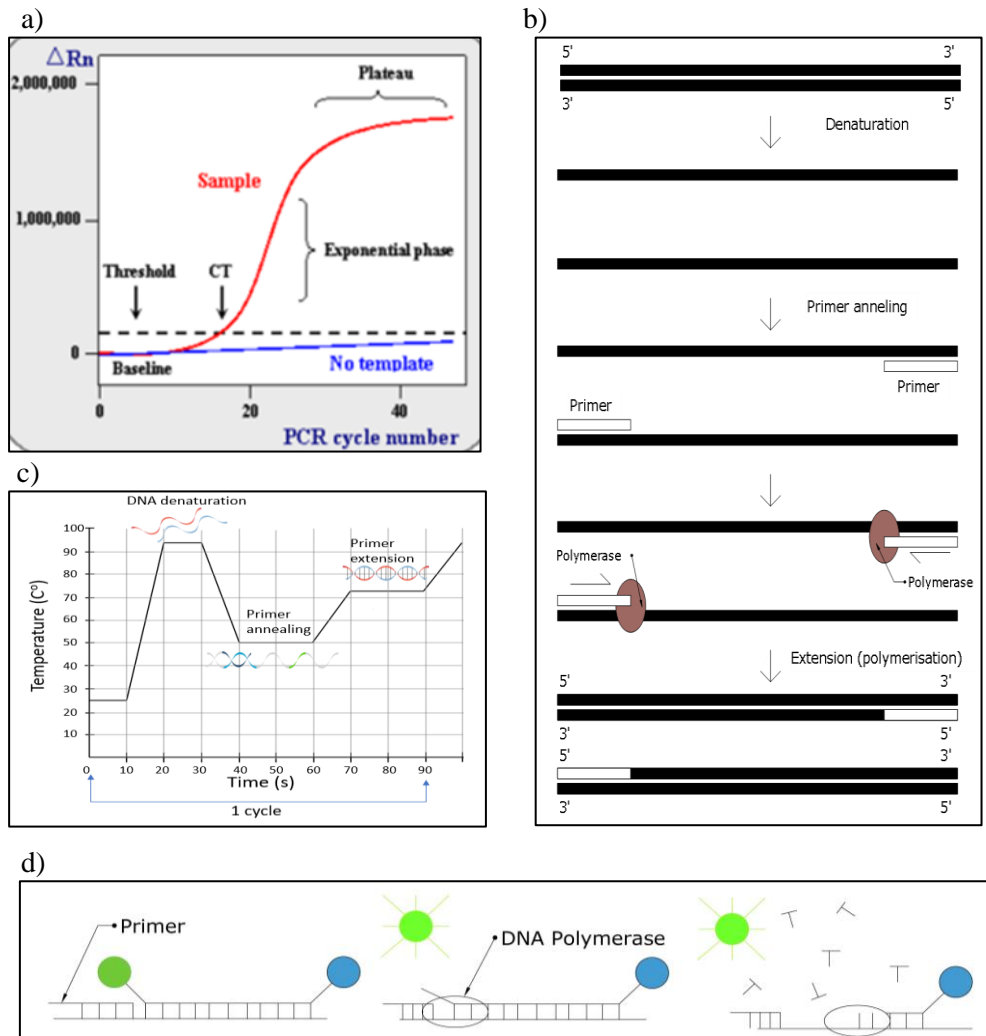 a)
ΔRn
2,000,000
Plateau
Sample
1,000,000
Exponential phase
Threshold
CT
0
Baseline
No template
0
20
40
PCR cycle number
b)
5'
3'
3'
5'
Denaturation
Primer anneling
Primer
Primer
Polymerase
Polymerase
Extension (polymerisation)
5'
3'
3'
5'
5'
3'
3'
5'
c)
DNA denaturation
100
90
80
70
60
50
40
30
20
10
Temperature (C°)
Primer
extension
Primer
annealing
0
10
20
30
40
50
60
70
80
90
Time (s)
1 cycle
d)
Primer
DNA Polymerase